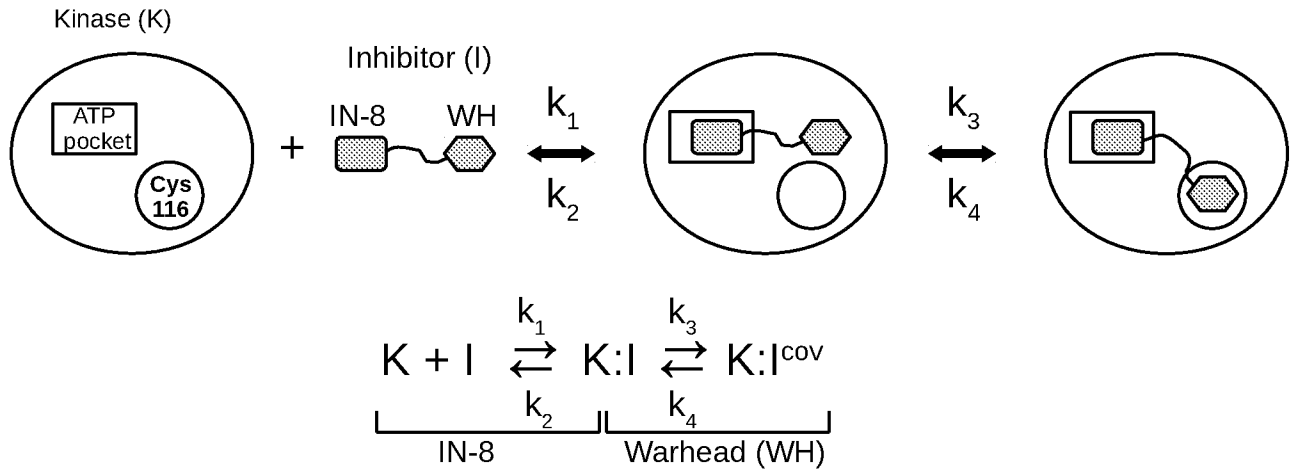 Kinase (K)
ATP
pocket
Cys
116
+
Inhibitor (I)
IN-8
WH
k1
k2
k3
k4
k1
k3
K + I ⇌ K:I ⇌ K:Icov
k2
k4
IN-8
Warhead (WH)